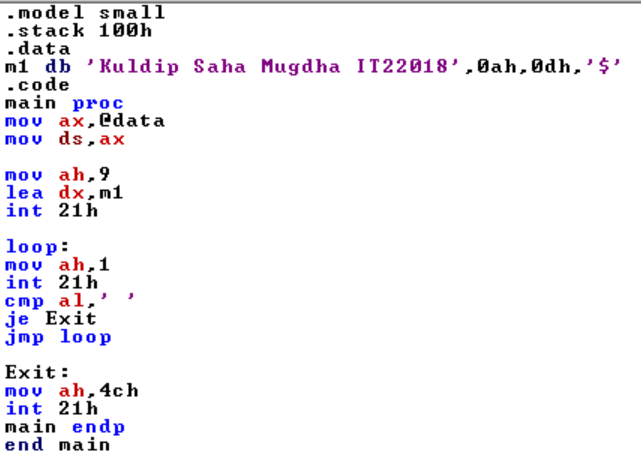 .model small
.stack 100h
.data
m1 db 'Kuldip Saha Mugdha IT22018',0ah,0dh,'$'
.code
main proc
mov ax,@data
mov ds,ax
mov ah,9
lea dx,m1
int 21h
loop:
mov ah,1
int 21h
cmp al,' '
je Exit
jmp loop
Exit:
mov ah,4ch
int 21h
main endp
end main